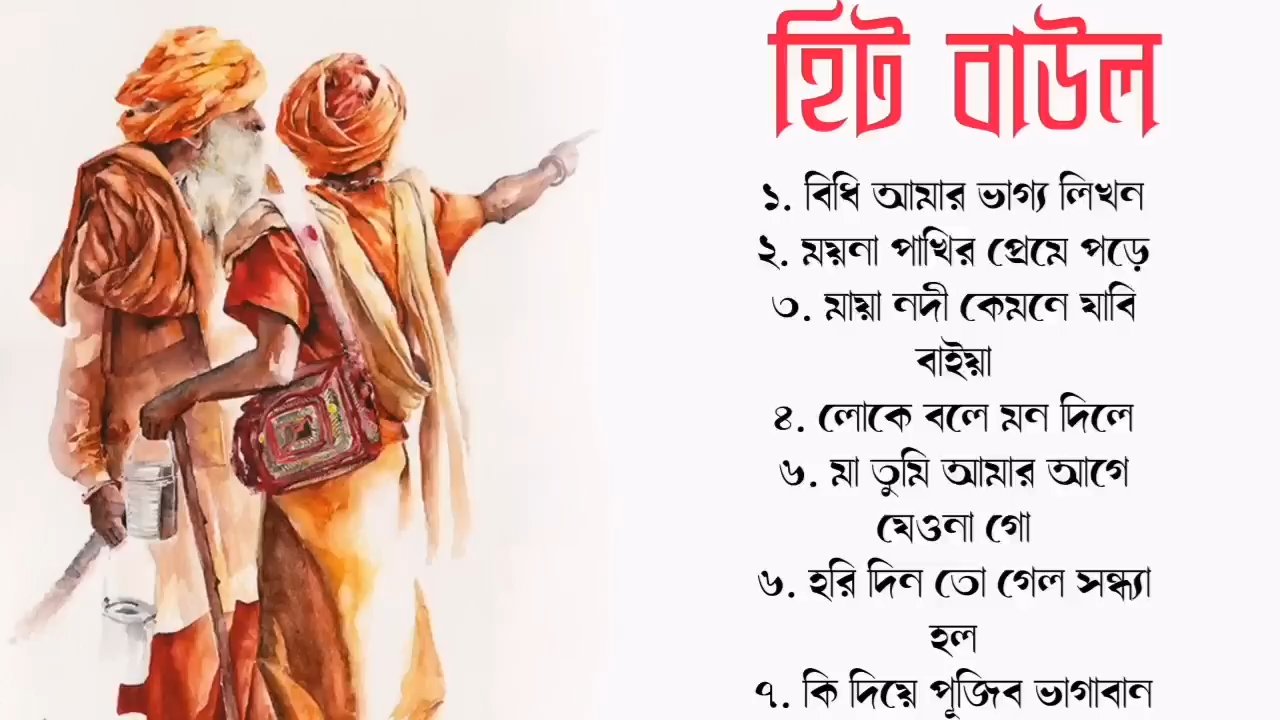 হিট বাউল
১. বিধি আমার ভাগ্য লিখন
২. ময়না পাখির প্রেমে পড়ে
৩. মায়া নদী কেমনে যাবি
বাইয়া
৪. লোকে বলে মন দিলে
৬. মা তুমি আমার আগে
যেওনা গো
৬. হরি দিন তো গেল সন্ধ্যা
হল
৭. কি দিয়ে পূজিব ভাগাবান